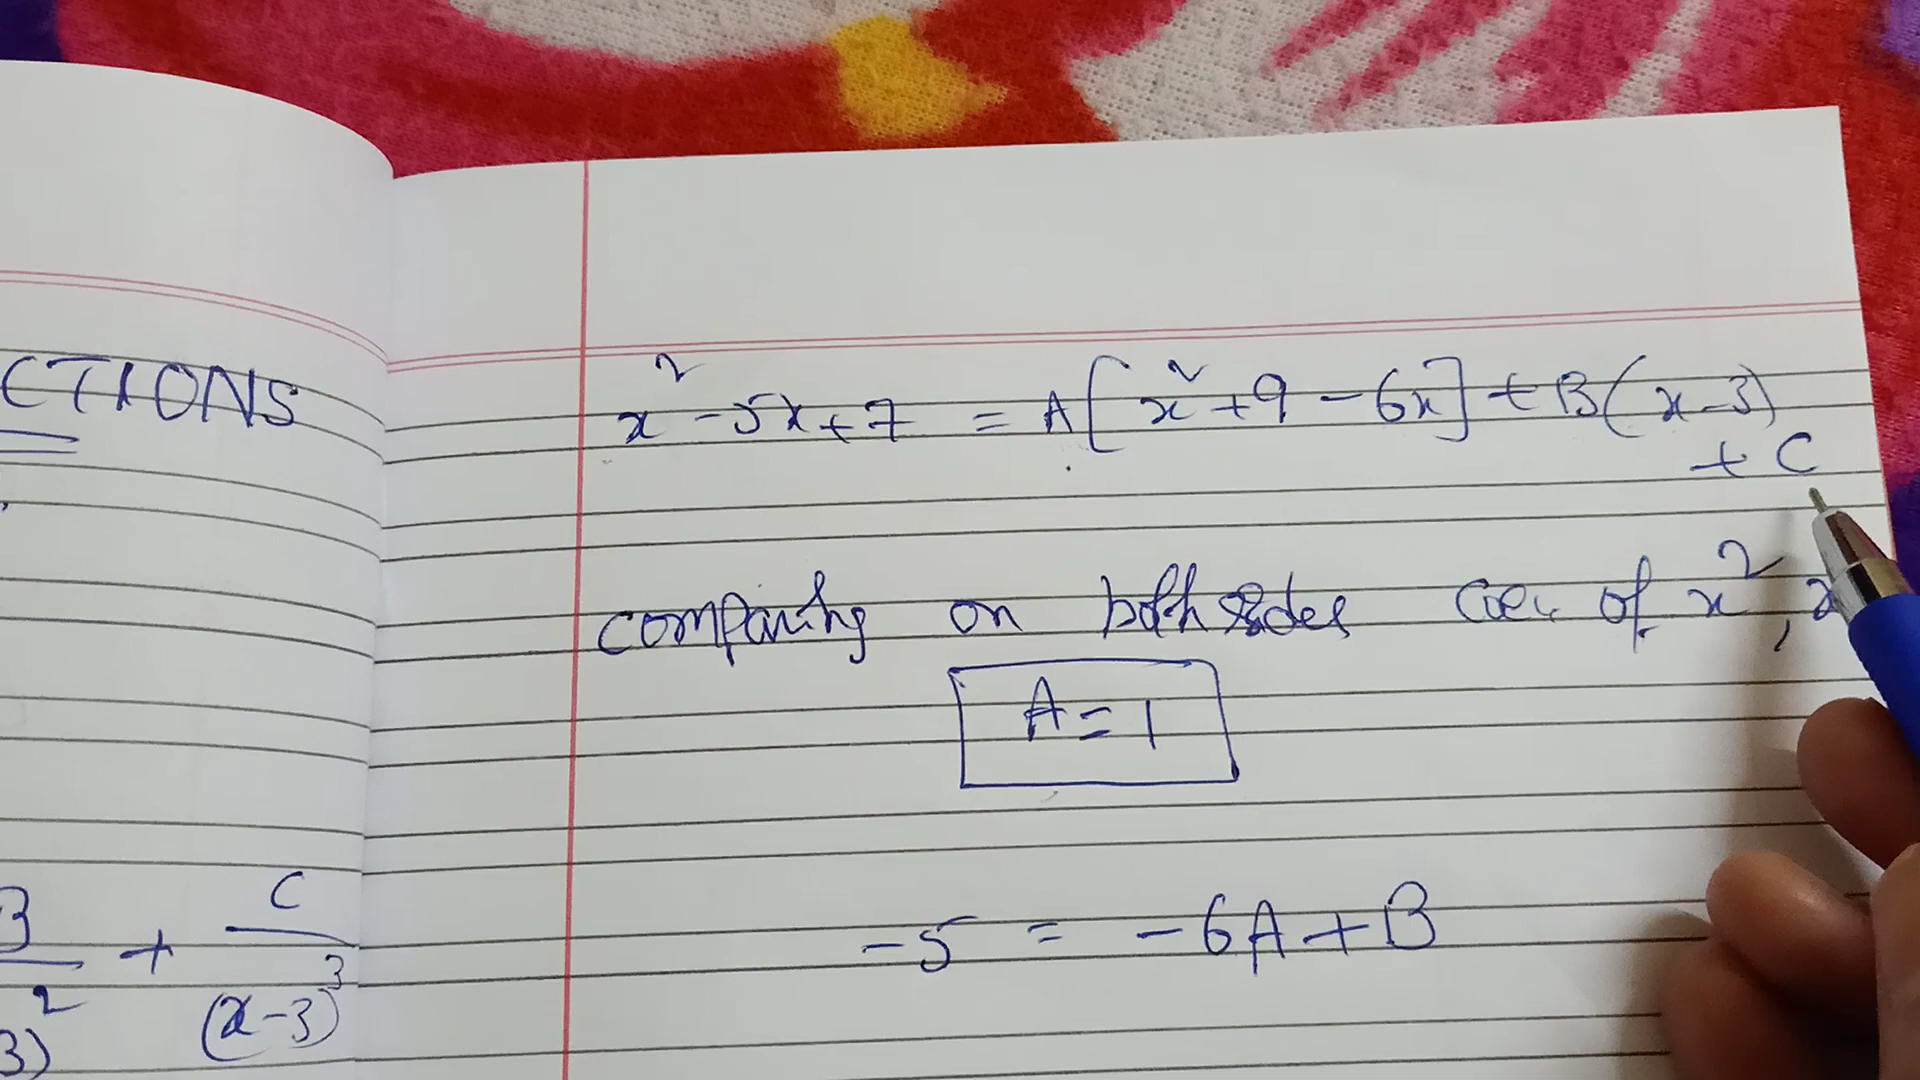 CTIONS
B + C
3)² (x-3)³
x² -5x+7 = A[x²+9-6x]+B(x-3)
+C
comparing on both sides Coe. of x², x
A=1
-5 = -6A+B